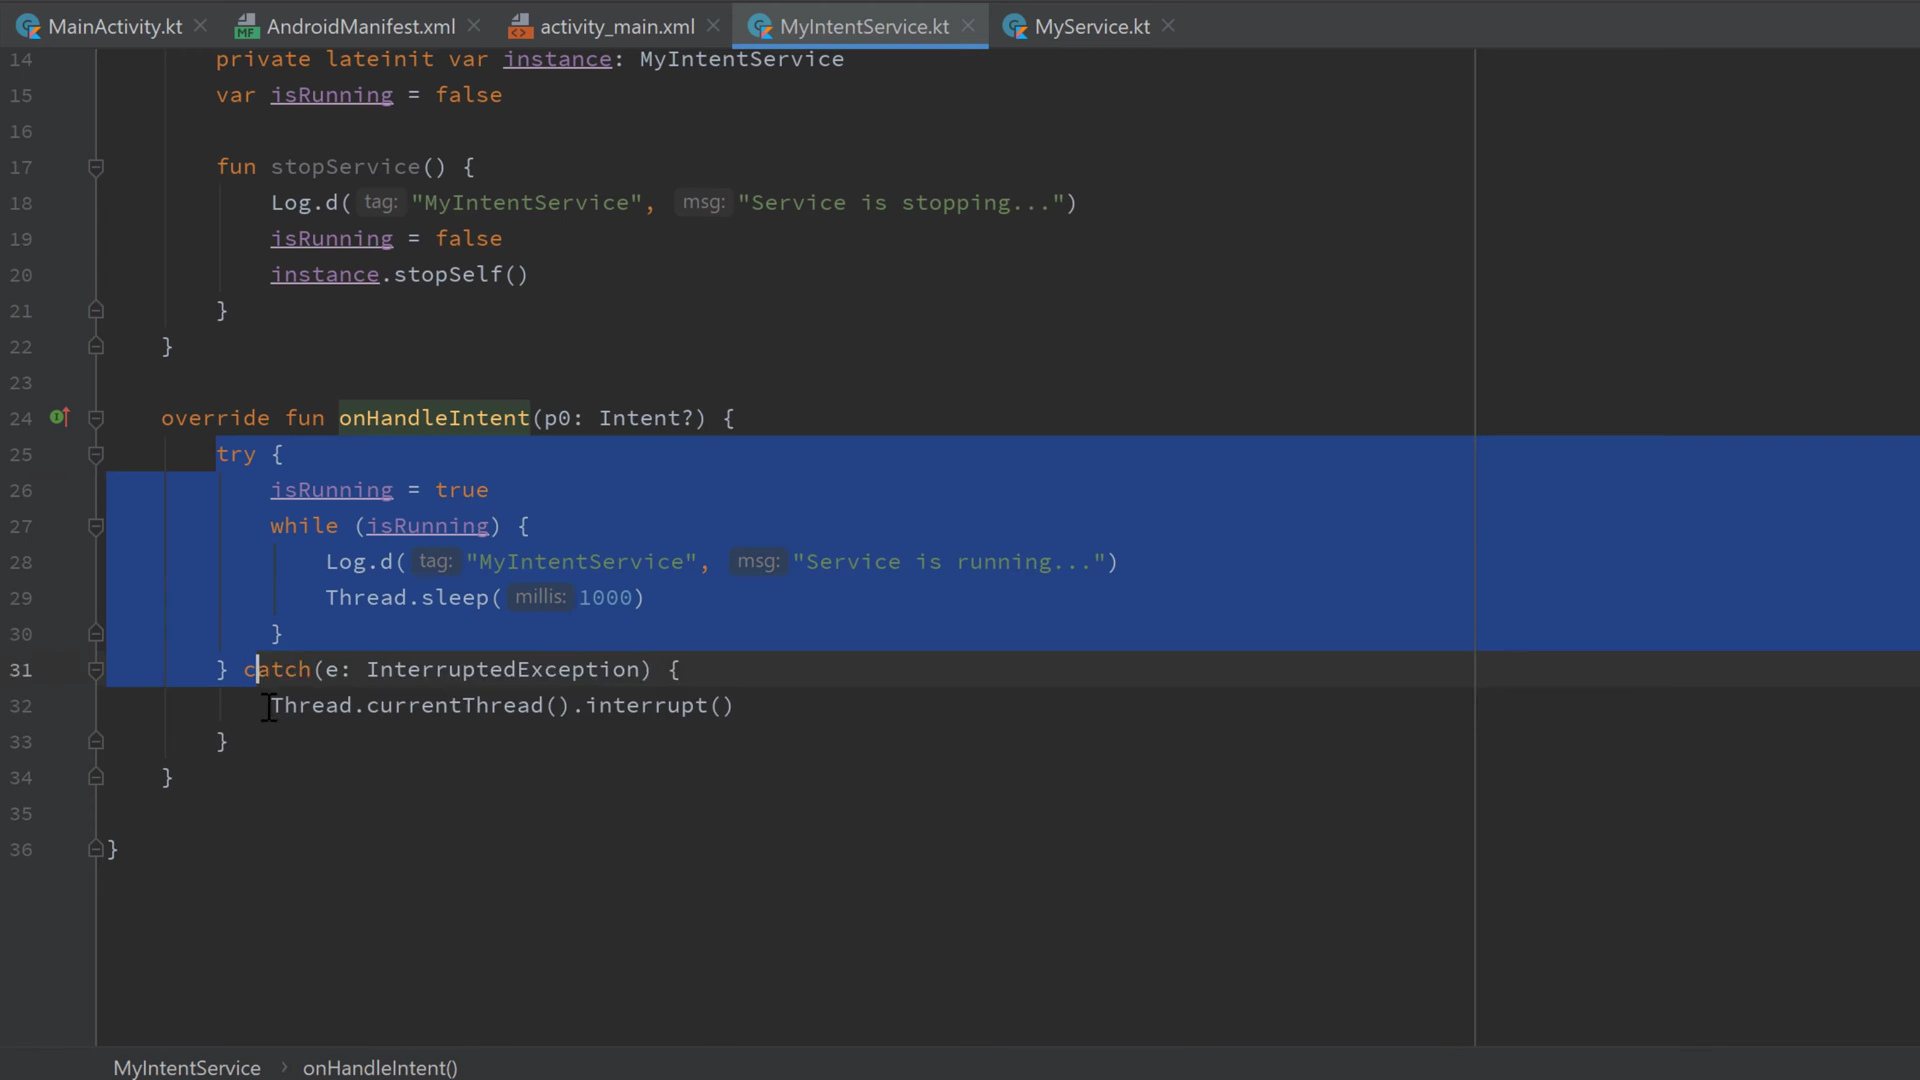 MainActivity.kt AndroidManifest.xml activity_main.xml MyIntentService.kt MyService.kt
14 private lateinit var instance: MyIntentService
15 var isRunning = false
16
17 fun stopService() {
18 Log.d( tag: "MyIntentService", msg: "Service is stopping...")
19 isRunning = false
20 instance.stopSelf()
21 }
22 }
23
24 override fun onHandleIntent(p0: Intent?) {
25 try {
26 isRunning = true
27 while (isRunning) {
28 Log.d( tag: "MyIntentService", msg: "Service is running...")
29 Thread.sleep( millis: 1000)
30 }
31 } catch(e: InterruptedException) {
32 Thread.currentThread().interrupt()
33 }
34 }
35
36 }
MyIntentService › onHandleIntent()